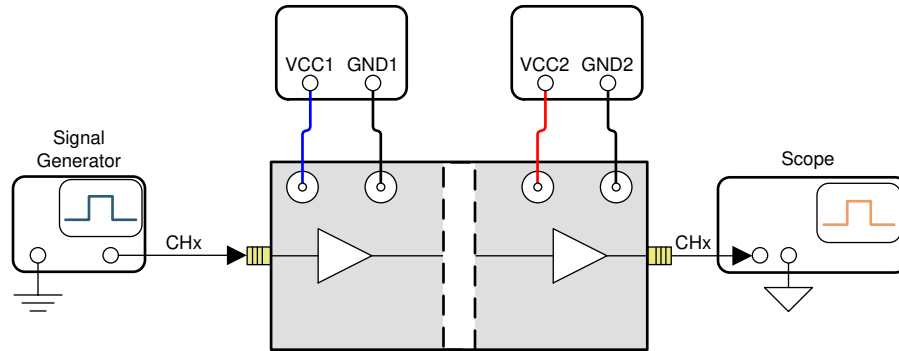 VCC1 GND1
VCC2 GND2
Signal
Generator
Scope
CHx
CHx